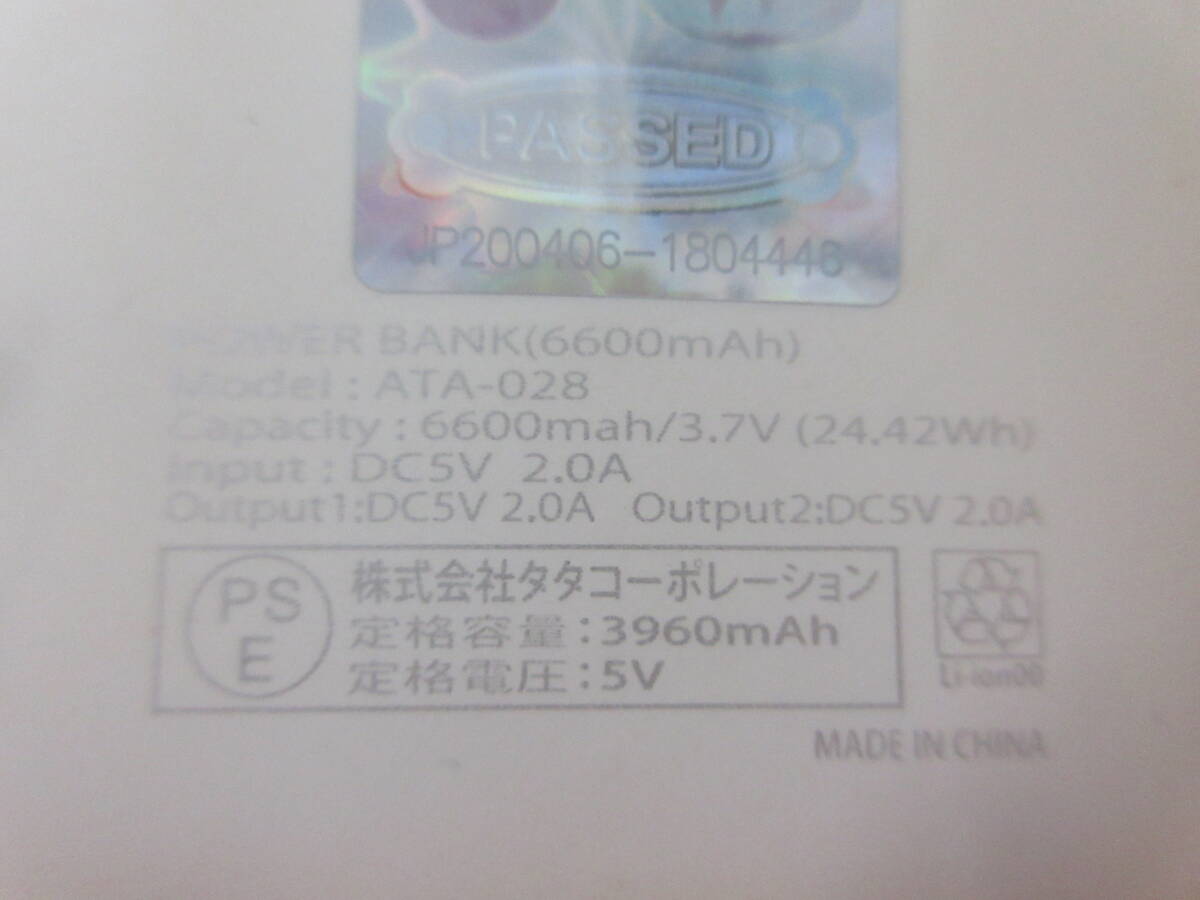 PASSED
JP200406-1804446
POWER BANK(6600mAh)
Model : ATA-028
Capacity : 6600mah/3.7V (24.42Wh)
Input : DC5V 2.0A
Output1:DC5V 2.0A Output2:DC5V 2.0A
PS
E
株式会社タタコーポレーション
定格容量:3960mAh
定格電圧:5V
Li-ion00
MADE IN CHINA